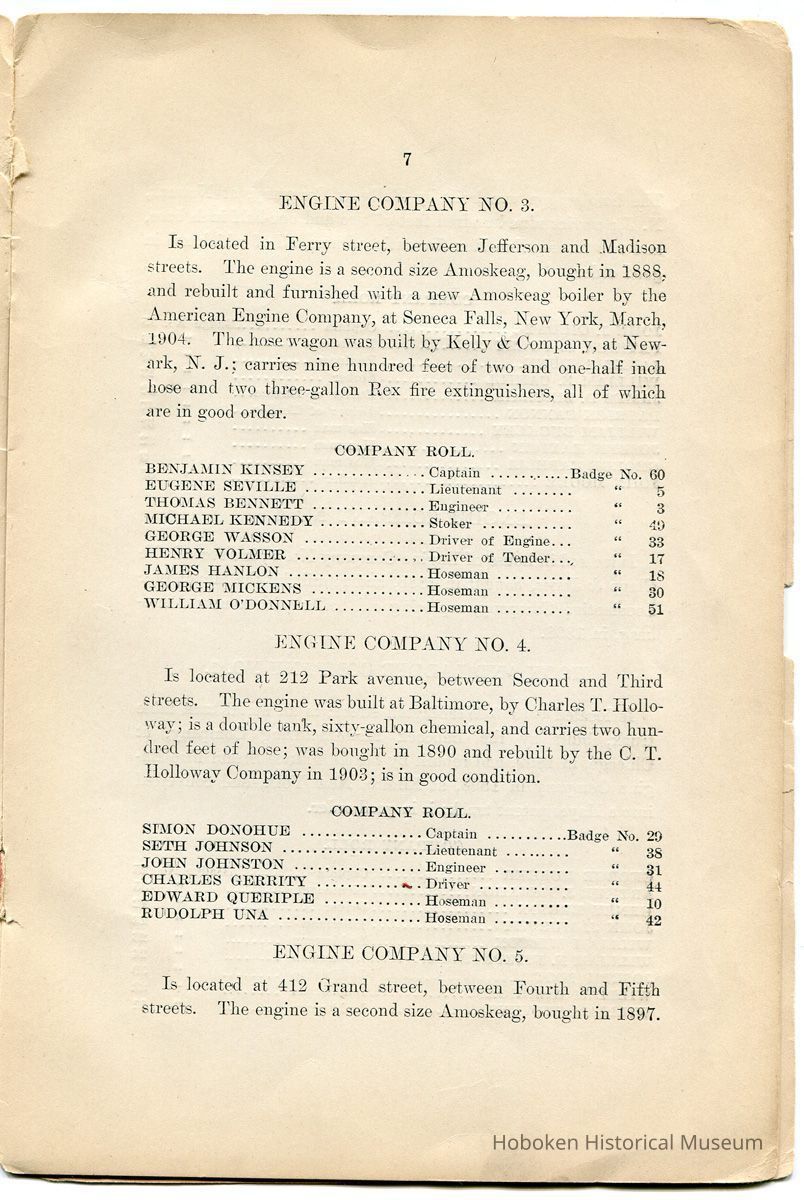 7
ENGINE COMPANY NO. 3.
Is located in Ferry street, between Jefferson and Madison
streets. The engine is a second size Amoskeag, bought in 1888,
and rebuilt and furnished with a new Amoskeag boiler by the
American Engine Company, at Seneca Falls, New York, March,
1904. The hose wagon was built by Kelly & Company, at New-
ark, N. J.; carries nine hundred feet of two and one-half inch
hose and two three-gallon Rex fire extinguishers, all of which
are in good order.
COMPANY ROLL.
BENJAMIN KINSEY ............... Captain ...........Badge No. 60
EUGENE SEVILLE ................ Lieutenant ........ “ 5
THOMAS BENNETT ................ Engineer .......... “ 3
MICHAEL KENNEDY .............. Stoker ............ “ 49
GEORGE WASSON ................ Driver of Engine... “ 33
HENRY VOLMER ................. Driver of Tender... “ 17
JAMES HANLON .................. Hoseman .......... “ 18
GEORGE MICKENS ............... Hoseman .......... “ 30
WILLIAM O'DONNELL ............ Hoseman .......... “ 51
ENGINE COMPANY NO. 4.
Is located at 212 Park avenue, between Second and Third
streets. The engine was built at Baltimore, by Charles T. Hollo-
way; is a double tank, sixty-gallon chemical, and carries two hun-
dred feet of hose; was bought in 1890 and rebuilt by the C. T.
Holloway Company in 1903; is in good condition.
COMPANY ROLL.
SIMON DONOHUE ................ Captain ...........Badge No. 29
SETH JOHNSON .................. Lieutenant ......... “ 38
JOHN JOHNSTON ................. Engineer .......... “ 31
CHARLES GERRITY .............. Driver ............ “ 44
EDWARD QUERIPLE ............. Hoseman .......... “ 10
RUDOLPH UNA ................... Hoseman .......... “ 42
ENGINE COMPANY NO. 5.
Is located at 412 Grand street, between Fourth and Fifth
streets. The engine is a second size Amoskeag, bought in 1897.
Hoboken Historical Museum